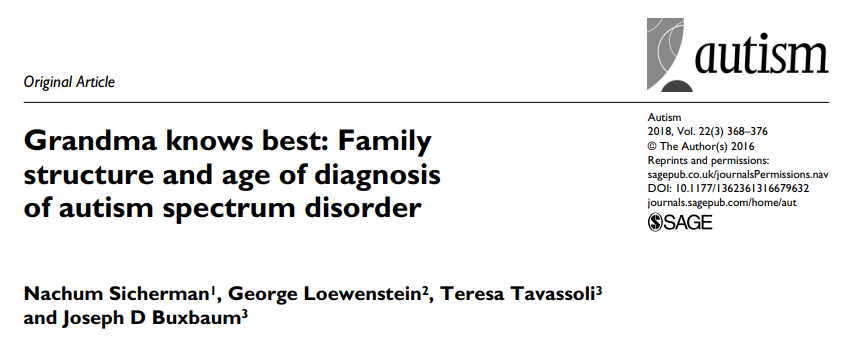 autism
Original Article
Grandma knows best: Family
structure and age of diagnosis
of autism spectrum disorder
Autism
2018, Vol. 22(3) 368–376
© The Author(s) 2016
Reprints and permissions:
sagepub.co.uk/journalsPermissions.nav
DOI: 10.1177/1362361316679632
journals.sagepub.com/home/aut
SAGE
Nachum Sicherman1, George Loewenstein2, Teresa Tavassoli3
and Joseph D Buxbaum3